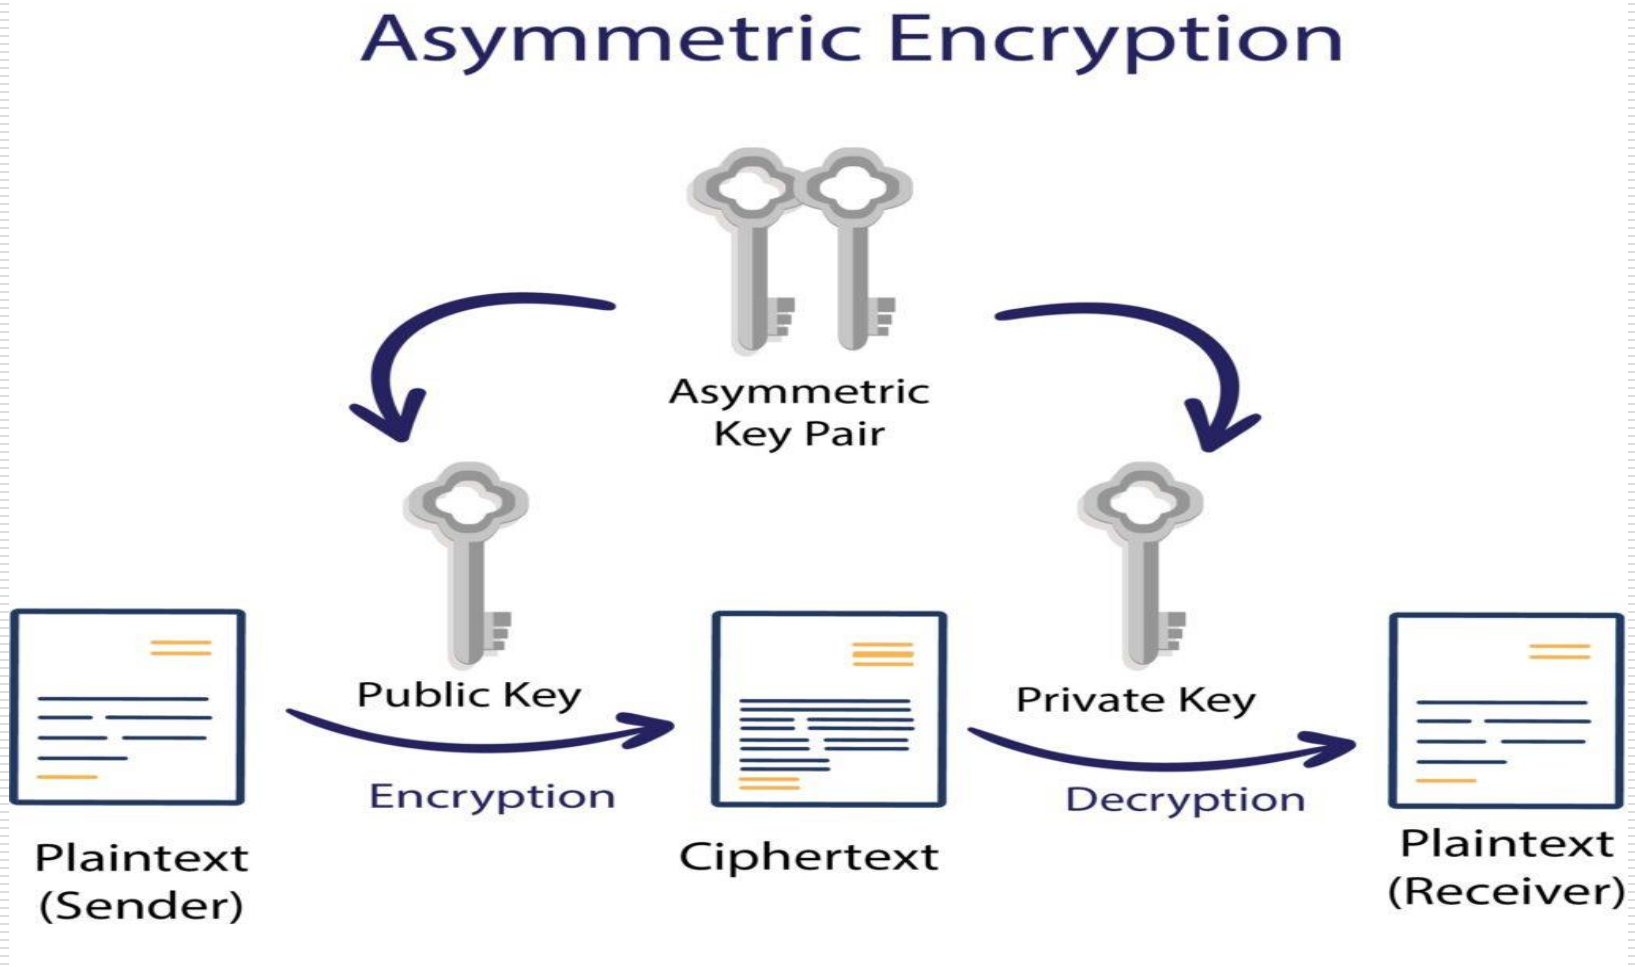 Asymmetric Encryption
Asymmetric
Key Pair
Public Key
Private Key
Encryption
Decryption
Plaintext
(Sender)
Ciphertext
Plaintext
(Receiver)